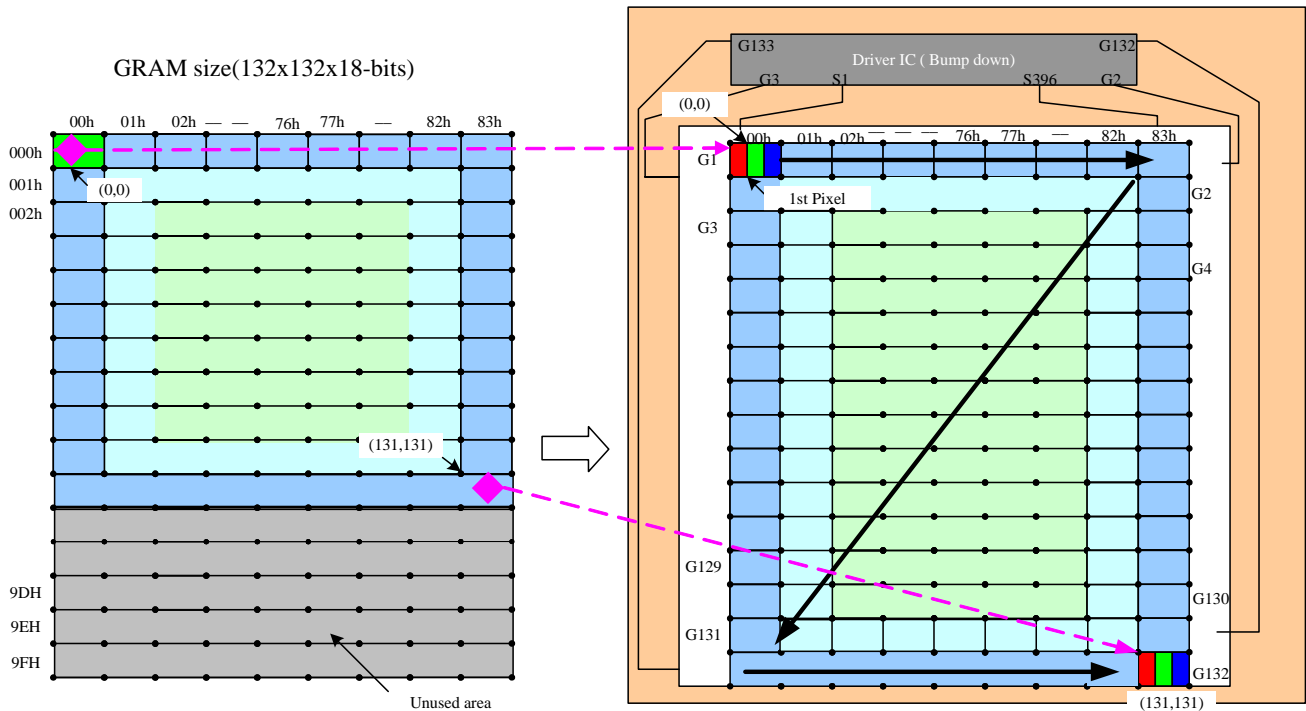 GRAM size(132x132x18-bits)
00h 01h 02h — — 76h 77h — 82h 83h
000h
001h
002h
(0,0)
(131,131)
9DH
9EH
9FH
Unused area
G133 G132
Driver IC ( Bump down)
G3 S1 S396 G2
(0,0)
00h 01h 02h — — — — 76h 77h — 82h 83h
G1
1st Pixel
G2
G3
G4
G129
G130
G131
G132
(131,131)